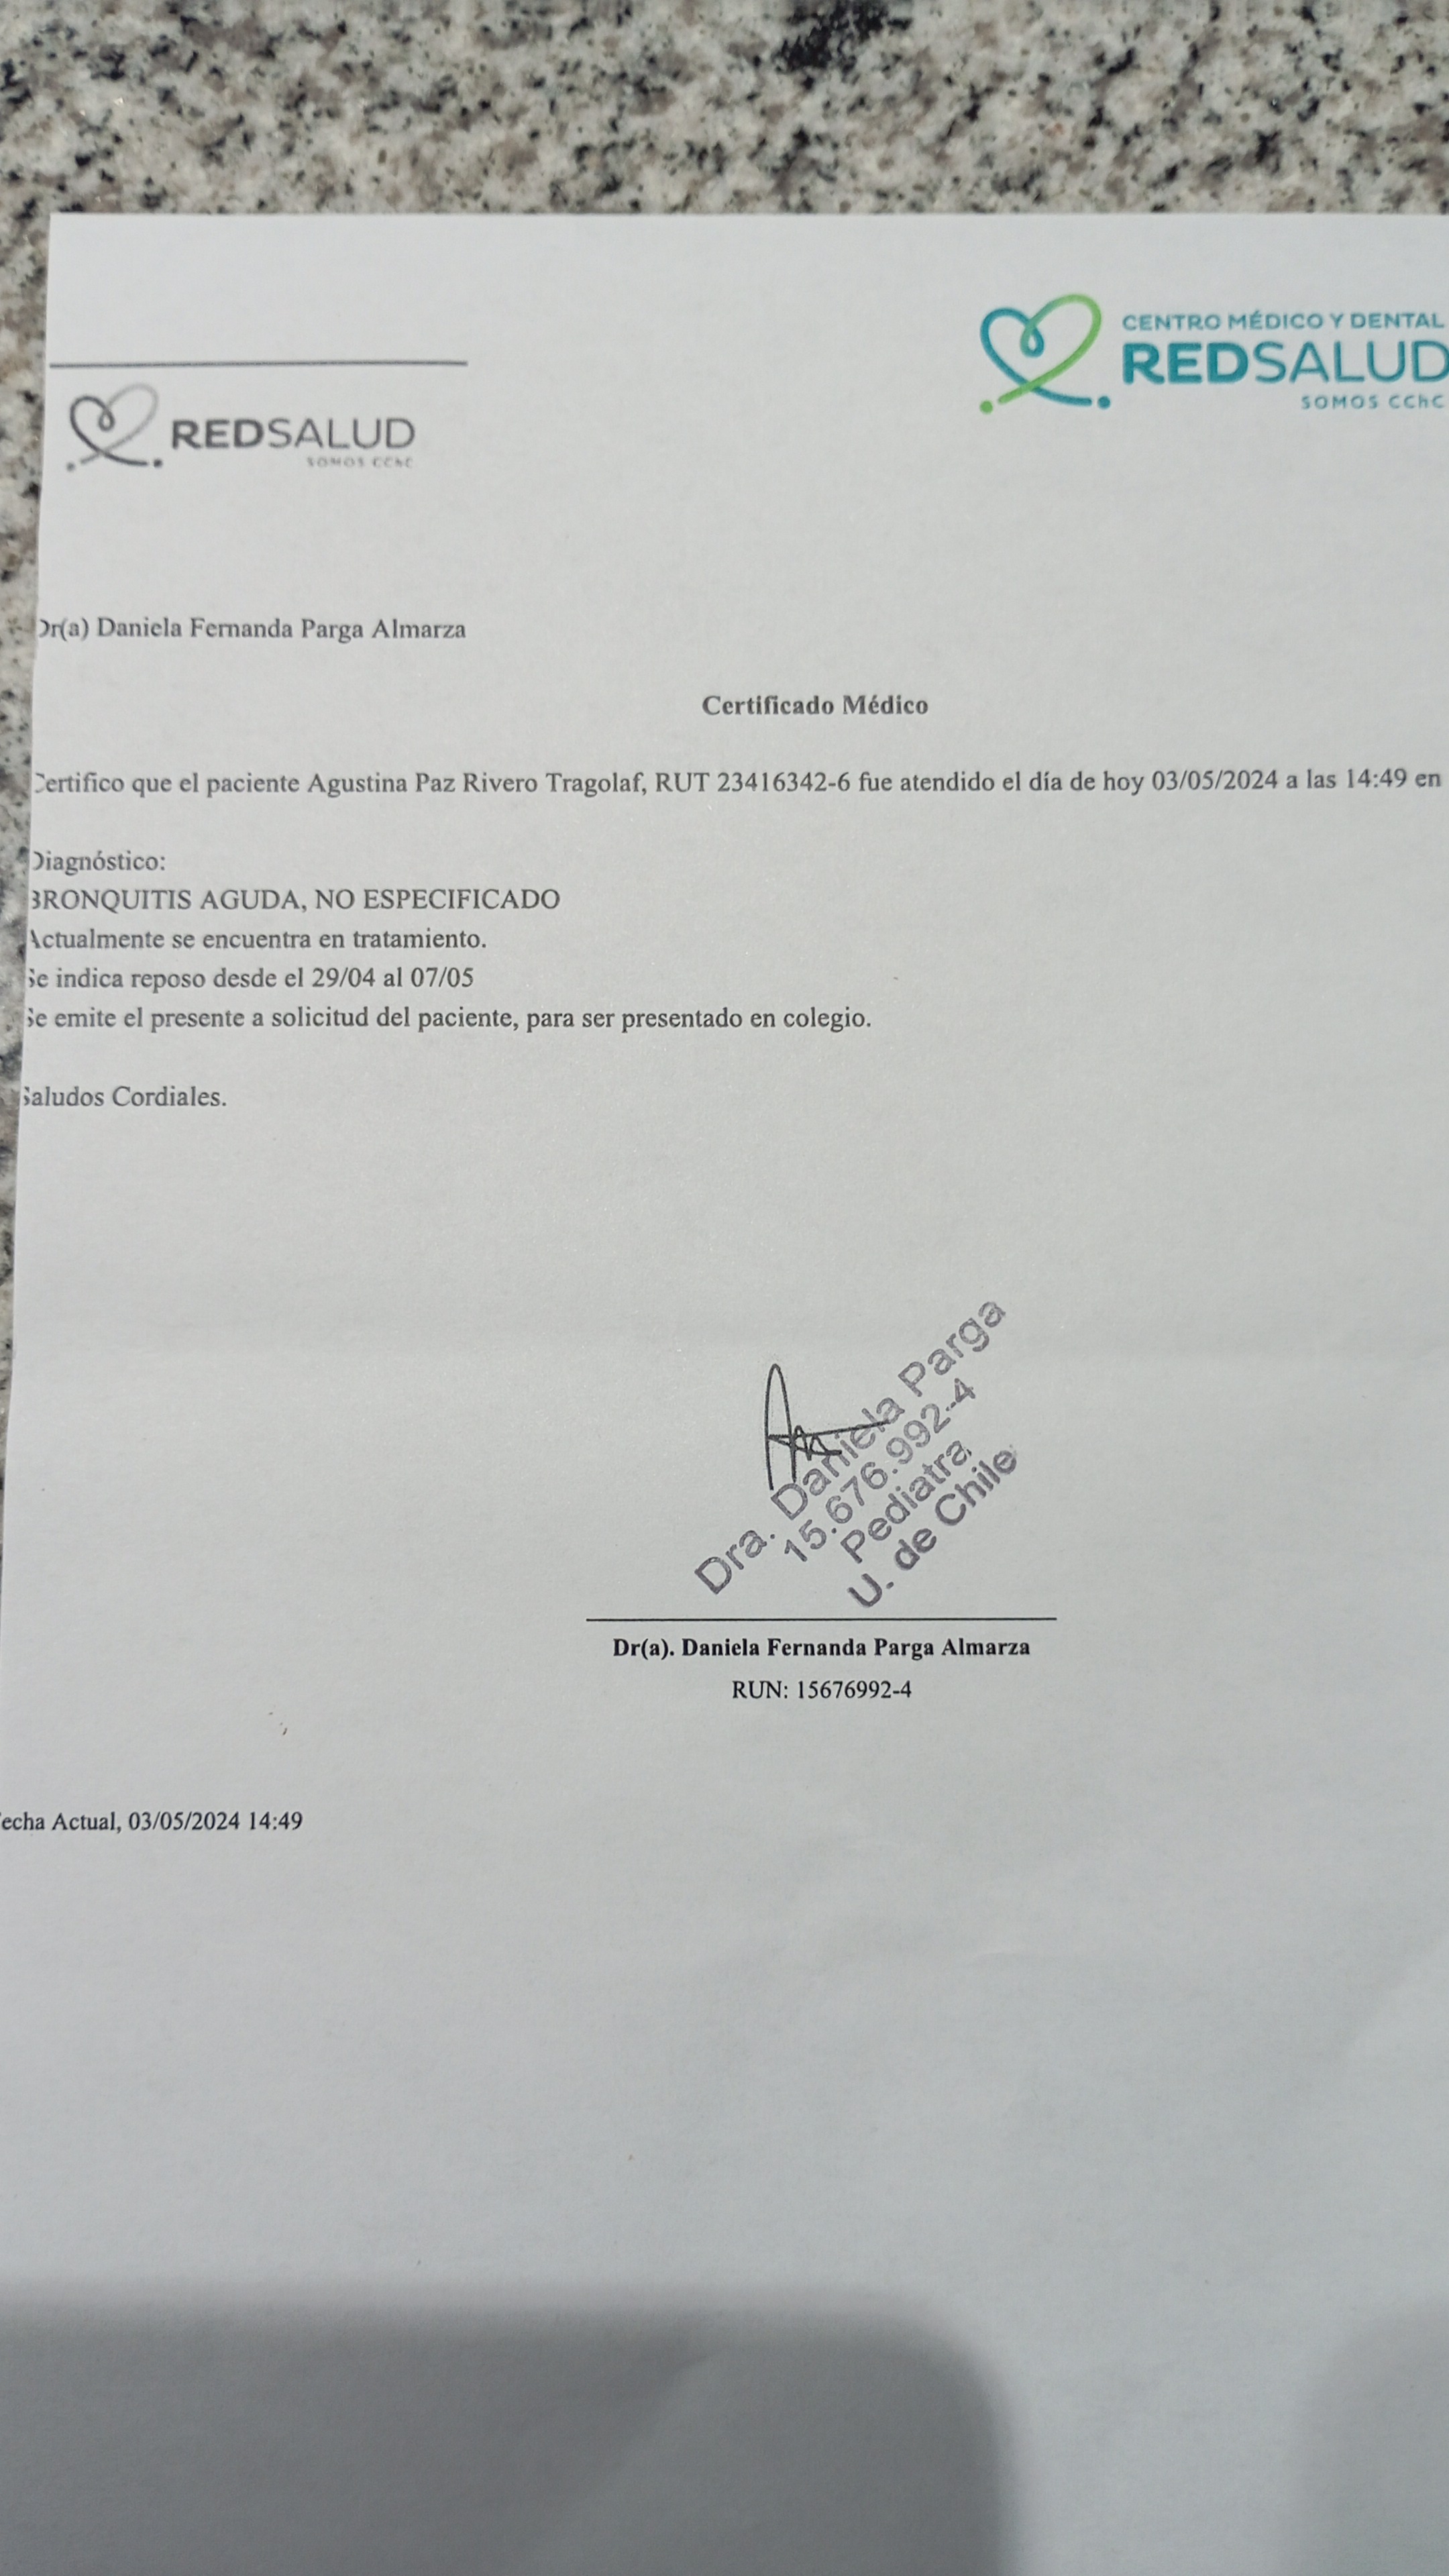 CENTRO MÉDICO Y DENTAL
REDSALUD
SOMOS CChC
REDSALUD
SOMOS CChC
Dr(a) Daniela Fernanda Parga Almarza
Certificado Médico
Certifico que el paciente Agustina Paz Rivero Tragolaf, RUT 23416342-6 fue atendido el día de hoy 03/05/2024 a las 14:49 en
Diagnóstico:
BRONQUITIS AGUDA, NO ESPECIFICADO
Actualmente se encuentra en tratamiento.
Se indica reposo desde el 29/04 al 07/05
Se emite el presente a solicitud del paciente, para ser presentado en colegio.
Saludos Cordiales.
Dra. Daniela Parga
15.676.992-4
Pediatra
U. de Chile
Dr(a). Daniela Fernanda Parga Almarza
RUN: 15676992-4
echa Actual, 03/05/2024 14:49